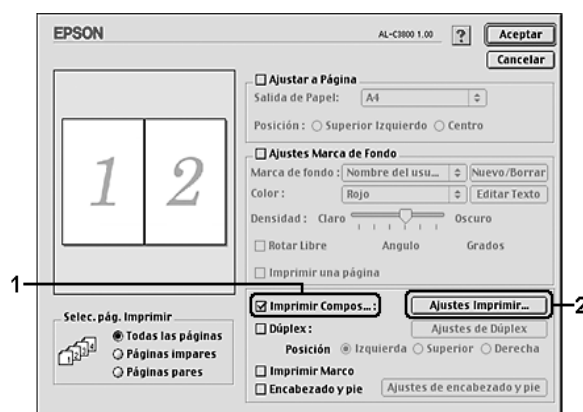 EPSON
AL-C3800 1.00
?
Aceptar
Cancelar
Ajustar a Página
Salida de Papel: A4
Posición : Superior Izquierdo Centro
Ajustes Marca de Fondo
Marca de fondo : Nombre del usu... Nuevo/Borrar
Color : Rojo Editar Texto
Densidad : Claro Oscuro
Rotar Libre Angulo Grados
Imprimir una página
1 2
1
Imprimir Compos... : Ajustes Imprimir... 2
Selec. pág. Imprimir
Todas las páginas
Páginas impares
Páginas pares
Dúplex : Ajustes de Dúplex
Posición Izquierda Superior Derecha
Imprimir Marco
Encabezado y pie Ajustes de encabezado y pie